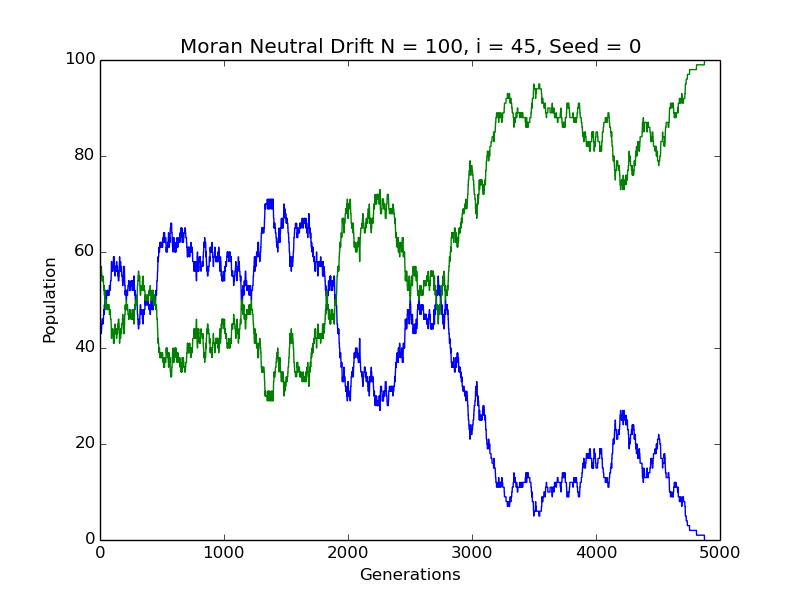 Moran Neutral Drift N = 100, i = 45, Seed = 0
100
80
60
40
20
0
Population
0 1000 2000 3000 4000 5000
Generations